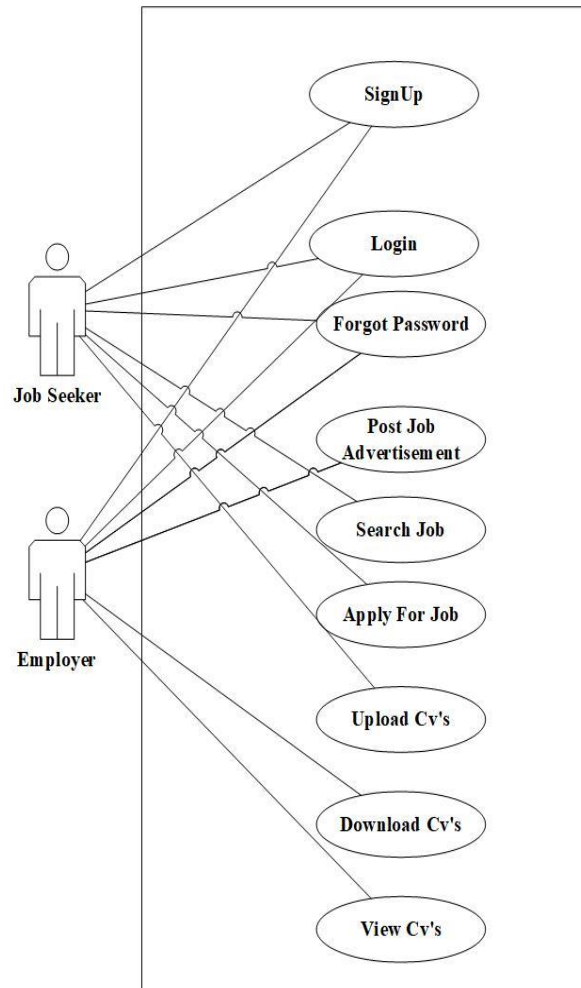 SignUp
Login
Forgot Password
Job Seeker
Post Job
Advertisement
Search Job
Apply For Job
Employer
Upload Cv's
Download Cv's
View Cv's